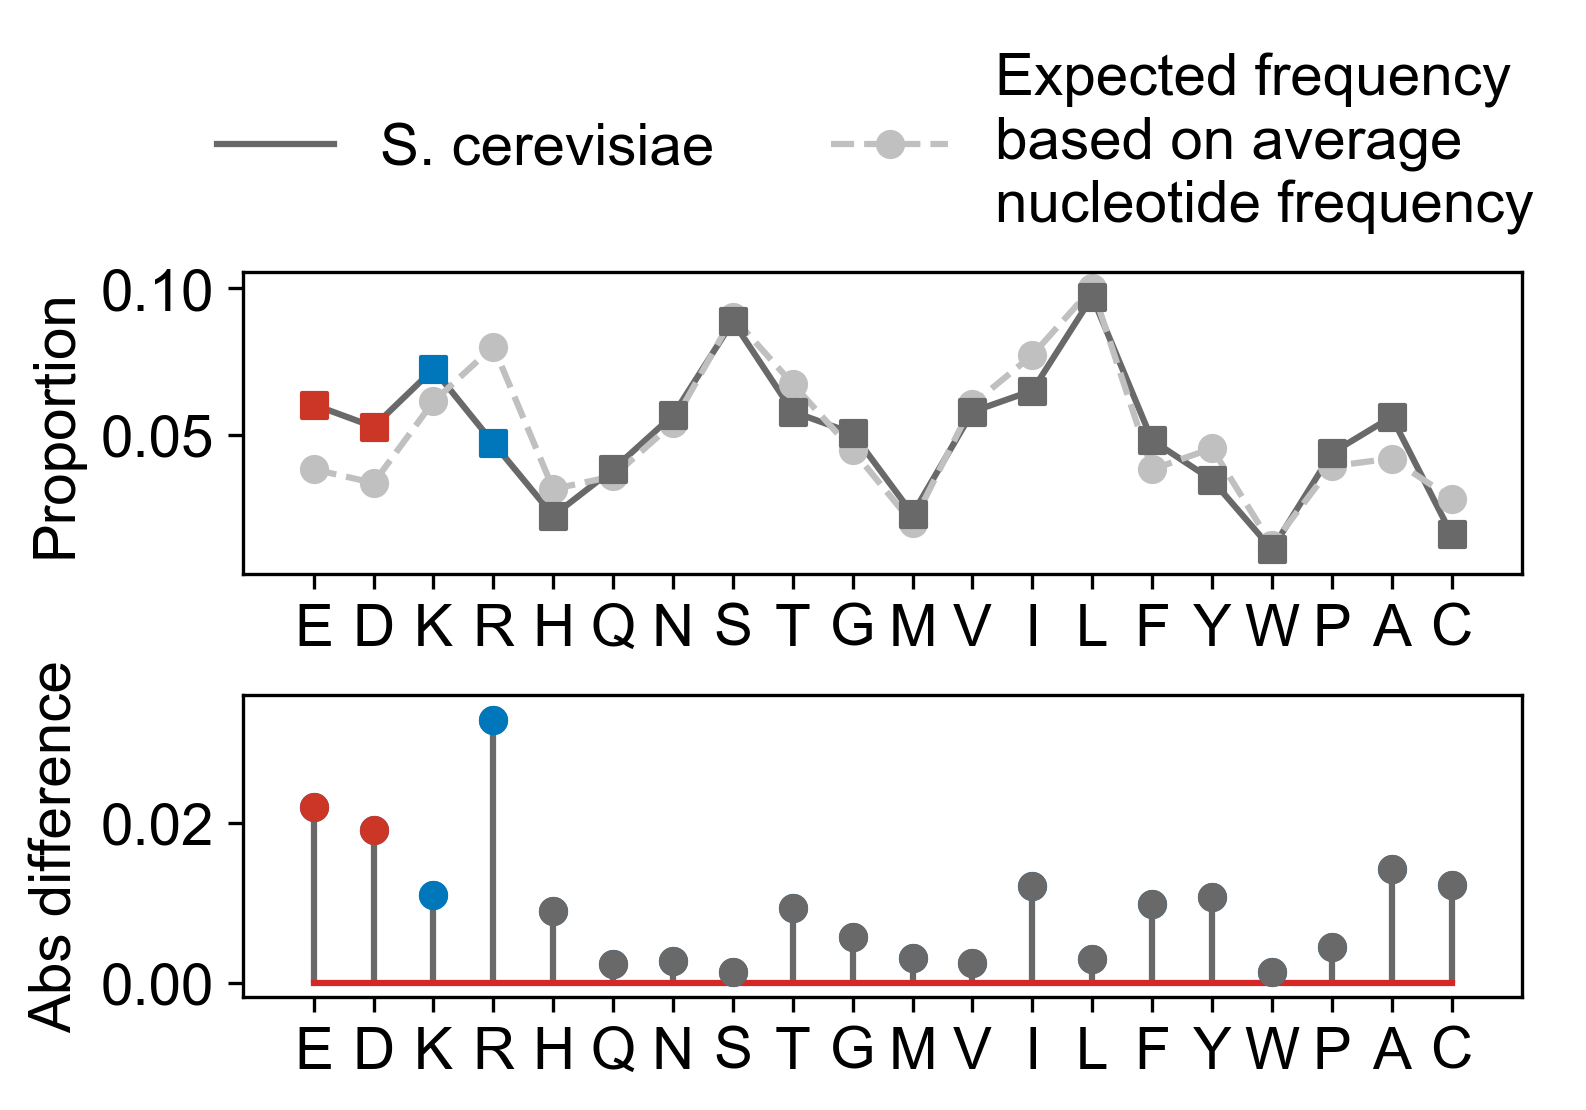 S. cerevisiae
Expected frequency
based on average
nucleotide frequency
Proportion
0.10
0.05
E D K R H Q N S T G M V I L F Y W P A C
Abs difference
0.02
0.00
E D K R H Q N S T G M V I L F Y W P A C